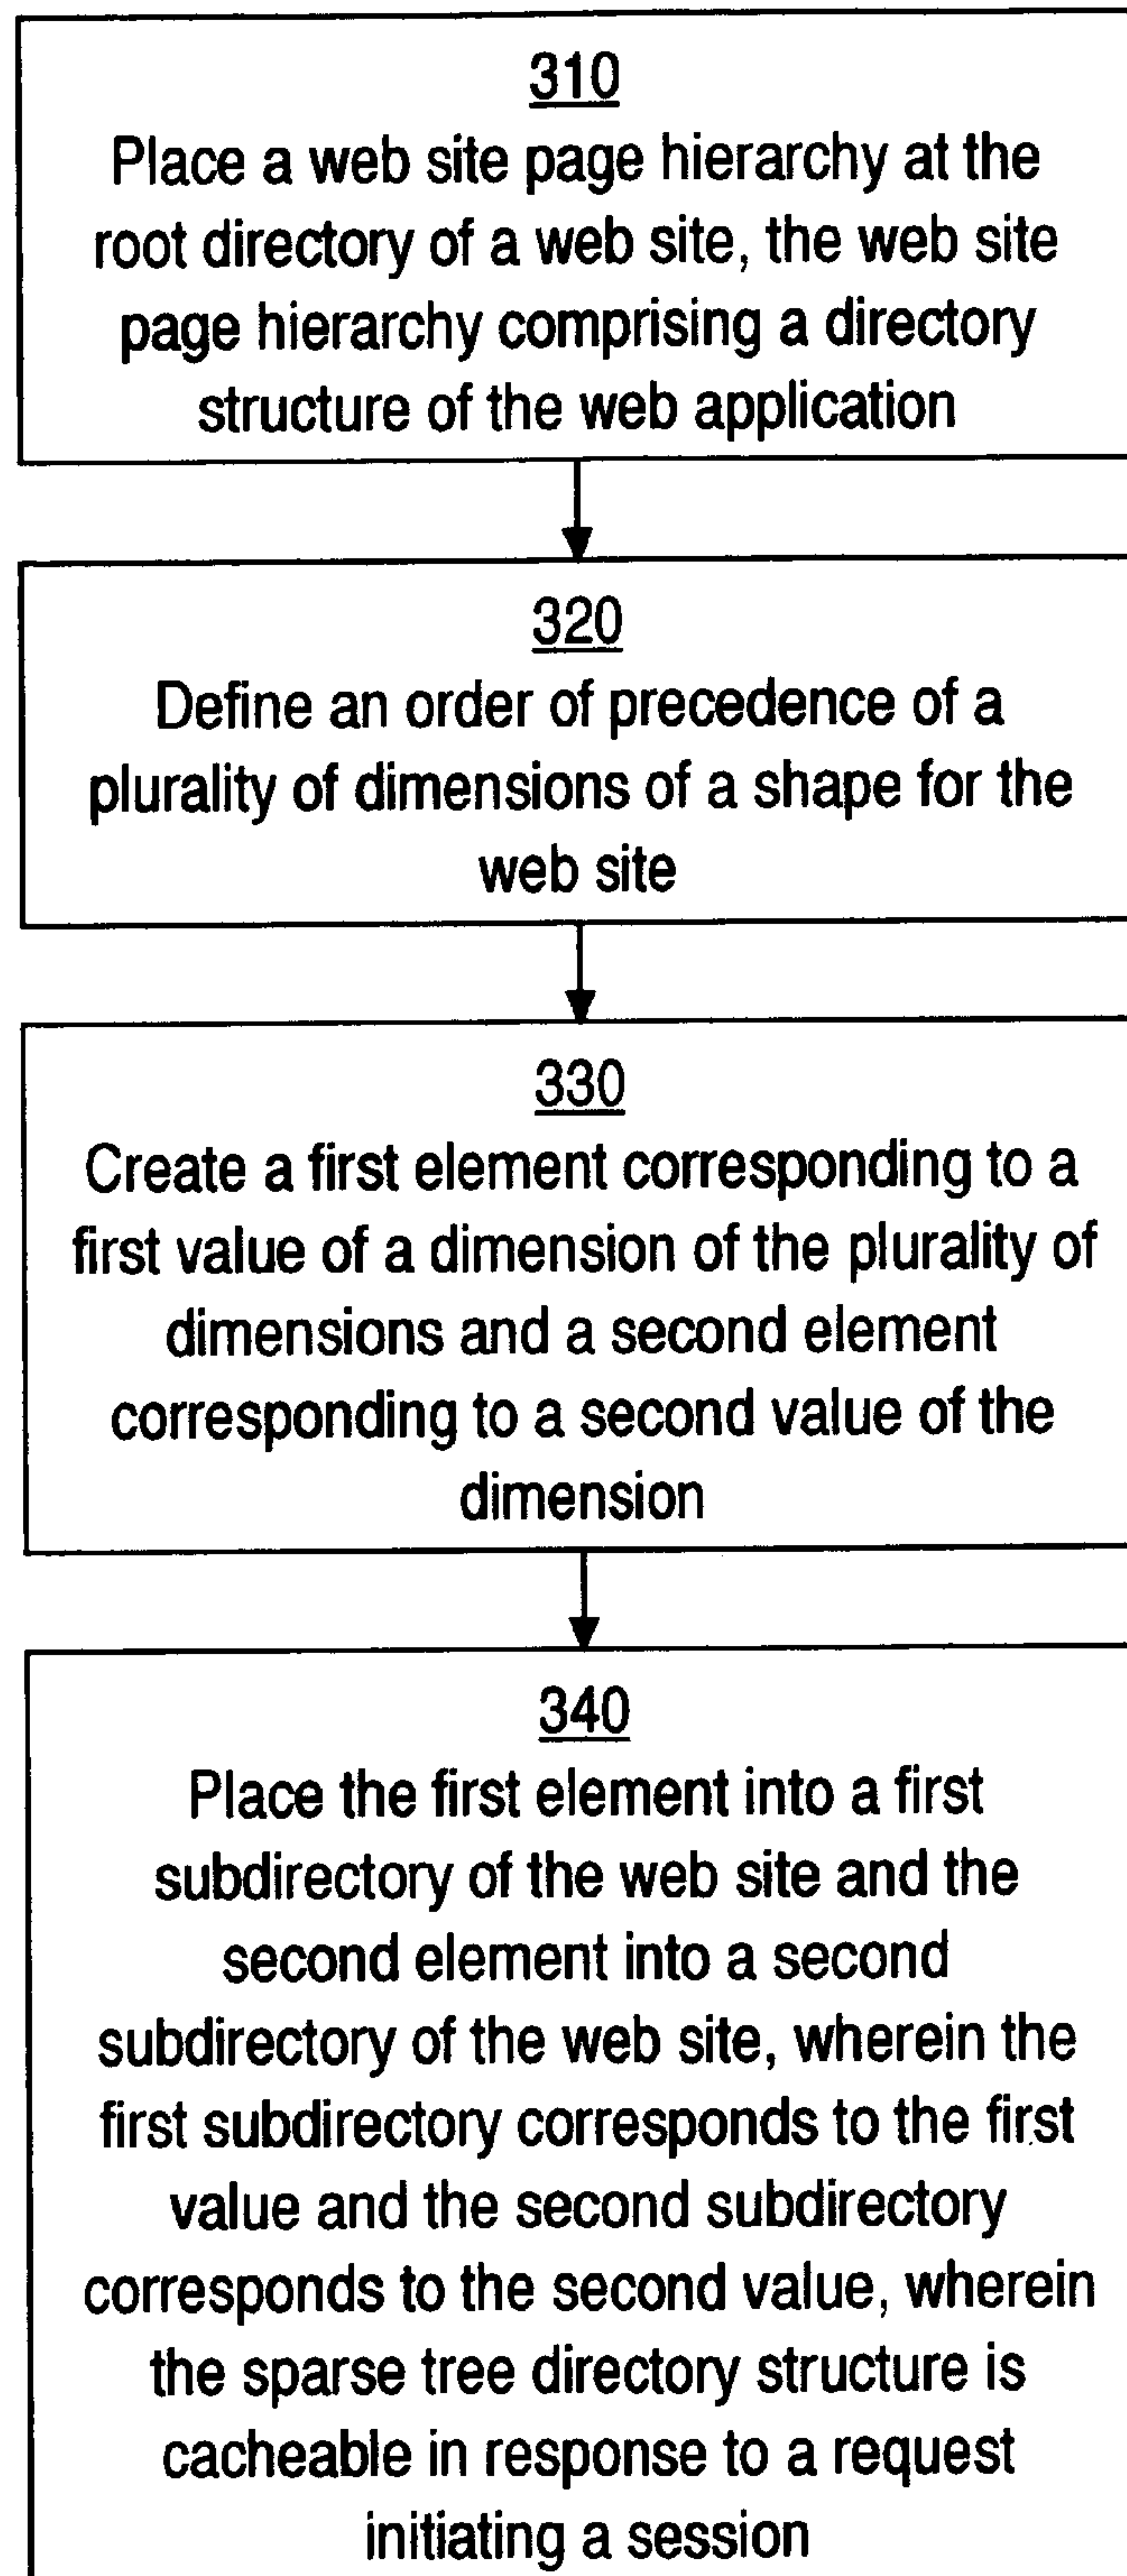 310
Place a web site page hierarchy at the
root directory of a web site, the web site
page hierarchy comprising a directory
structure of the web application
320
Define an order of precedence of a
plurality of dimensions of a shape for the
web site
330
Create a first element corresponding to a
first value of a dimension of the plurality of
dimensions and a second element
corresponding to a second value of the
dimension
340
Place the first element into a first
subdirectory of the web site and the
second element into a second
subdirectory of the web site, wherein the
first subdirectory corresponds to the first
value and the second subdirectory
corresponds to the second value, wherein
the sparse tree directory structure is
cacheable in response to a request
initiating a session